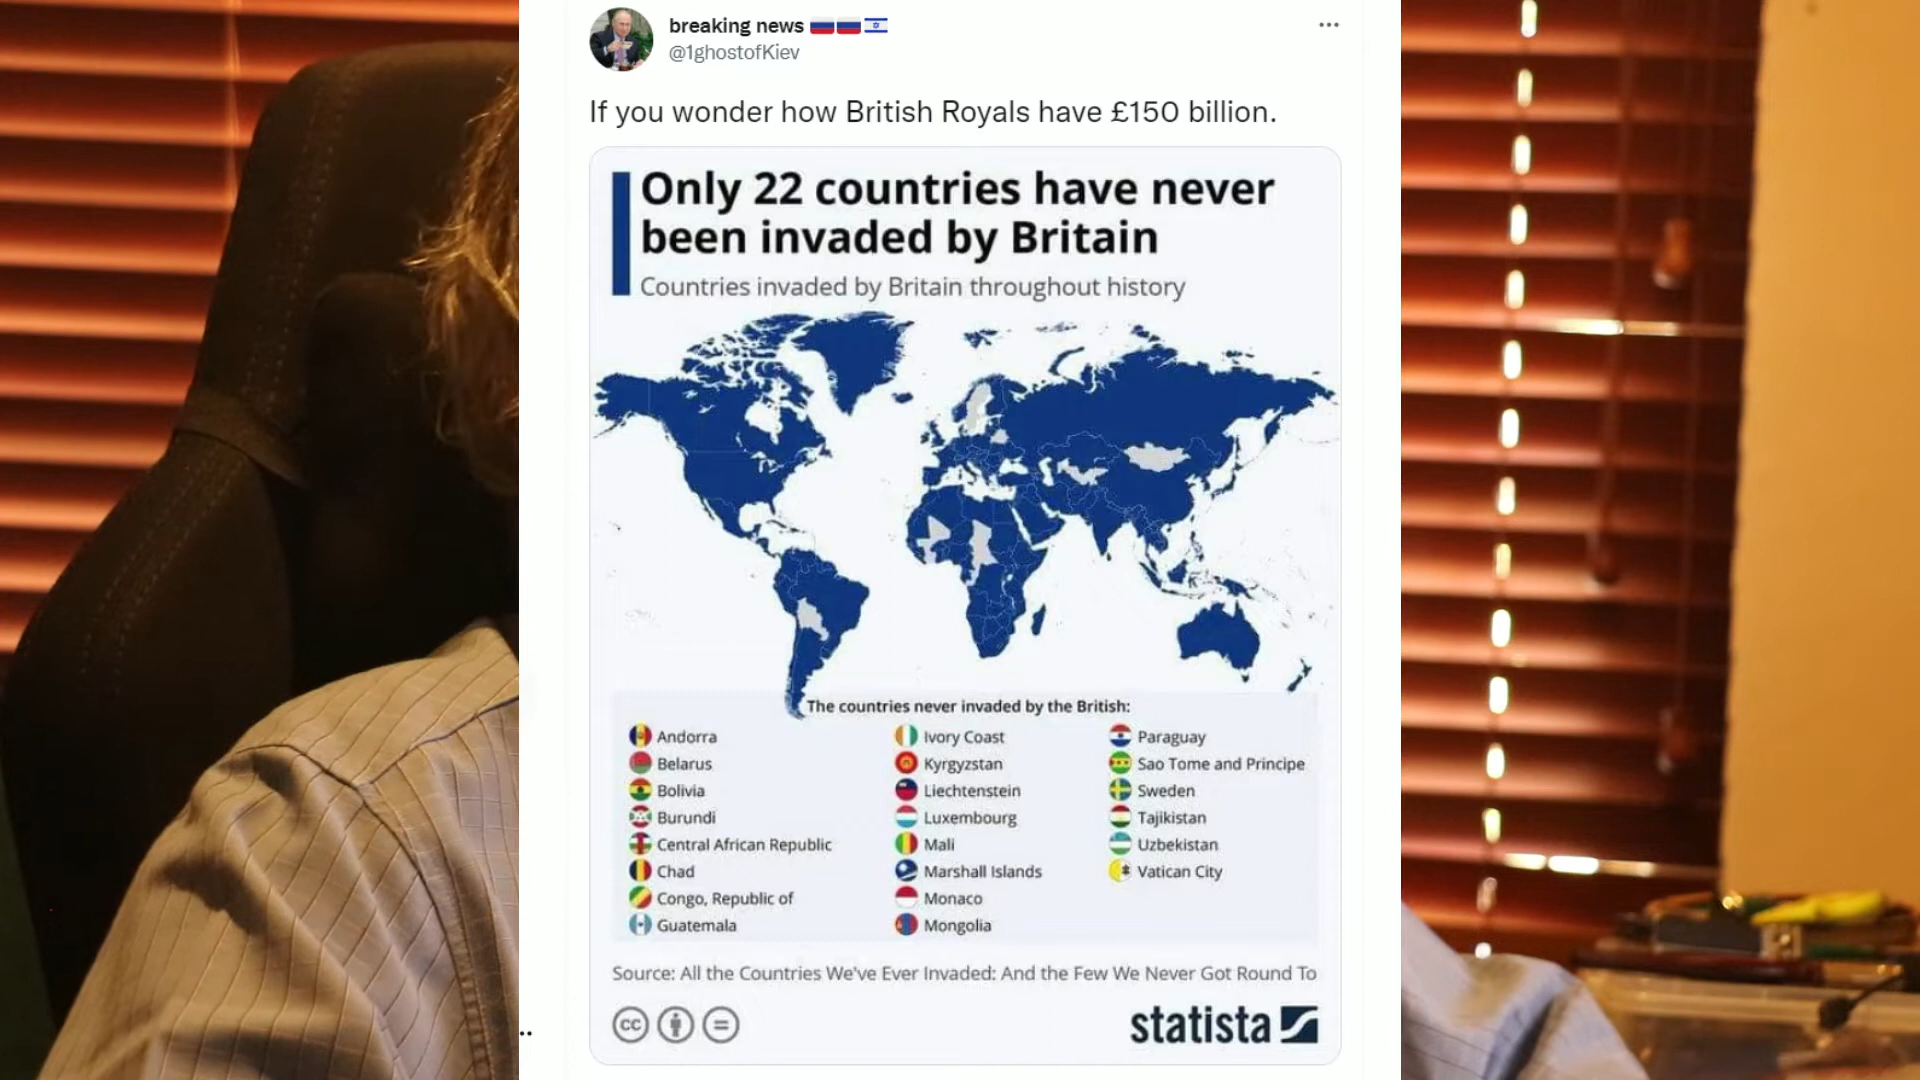 breaking news
@1ghostofKiev
If you wonder how British Royals have £150 billion.
Only 22 countries have never
been invaded by Britain
Countries invaded by Britain throughout history
The countries never invaded by the British:
Andorra
Belarus
Bolivia
Burundi
Central African Republic
Chad
Congo, Republic of
Guatemala
Ivory Coast
Kyrgyzstan
Liechtenstein
Luxembourg
Mali
Marshall Islands
Monaco
Mongolia
Paraguay
Sao Tome and Principe
Sweden
Tajikistan
Uzbekistan
Vatican City
Source: All the Countries We've Ever Invaded: And the Few We Never Got Round To
cc
statista